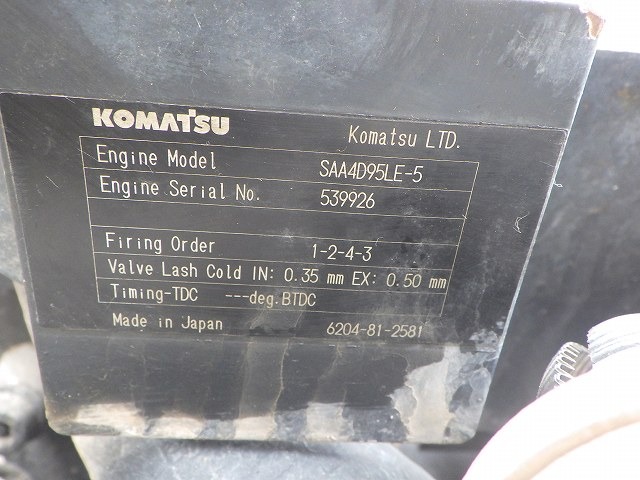 KOMATSU Komatsu LTD.
Engine Model SAA4D95LE-5
Engine Serial No. 539926
Firing Order 1-2-4-3
Valve Lash Cold IN: 0.35 mm EX: 0.50 mm
Timing-TDC ---deg.BTDC
Made in Japan 6204-81-2581